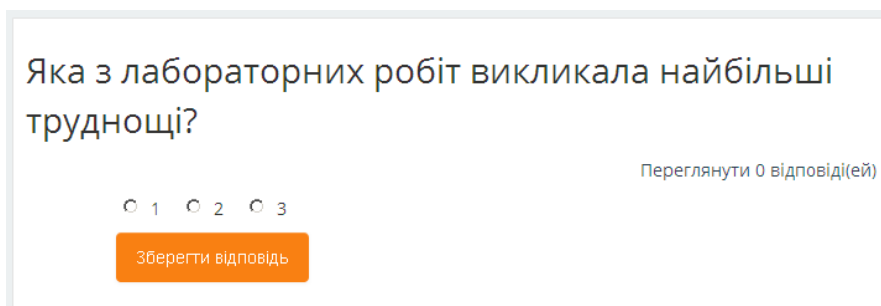 Яка з лабораторних робіт викликала найбільші
труднощі?
Переглянути 0 відповіді(ей)
1 2 3
Зберегти відповідь